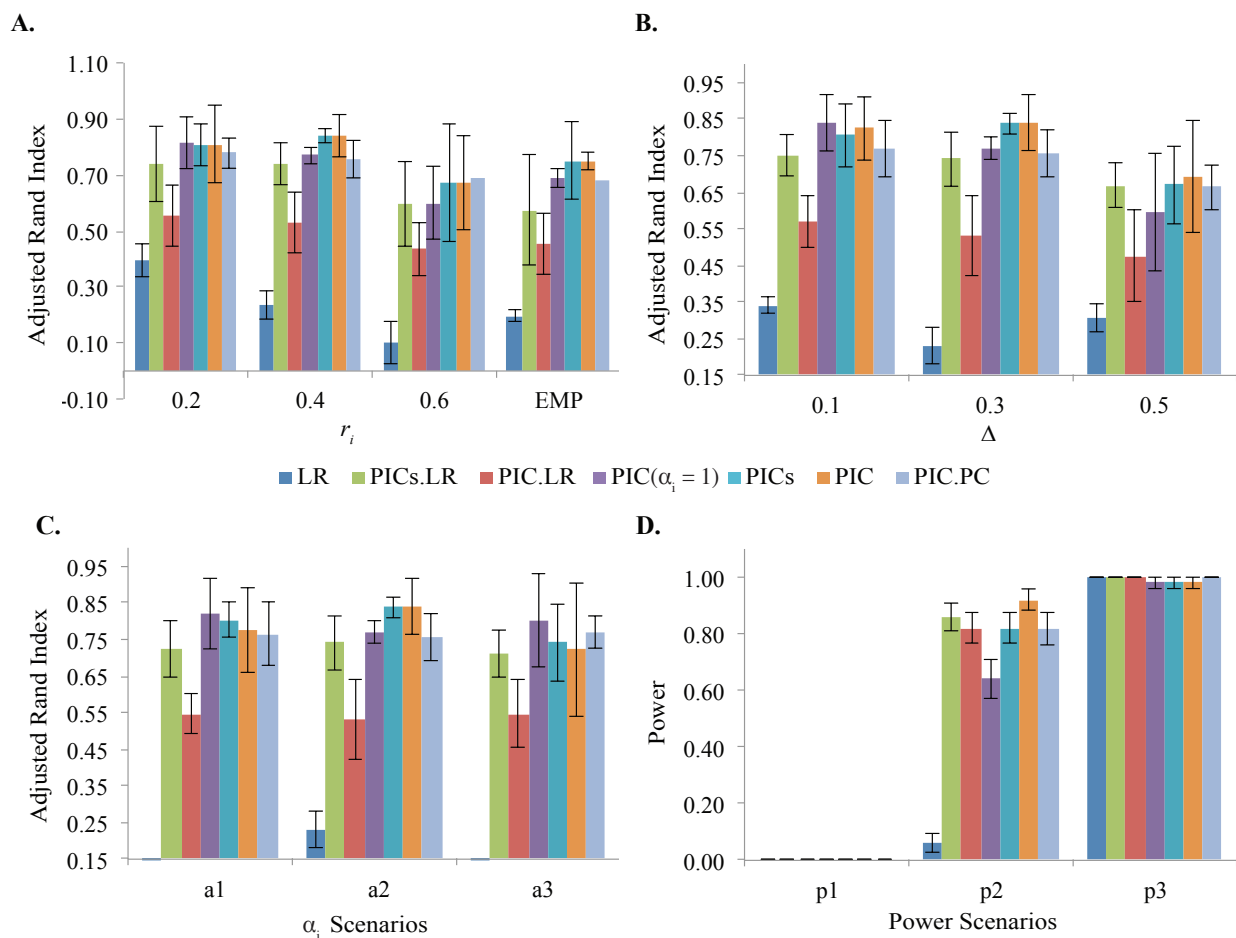 A.
Adjusted Rand Index
1.10
0.90
0.70
0.50
0.30
0.10
-0.10
0.2 0.4 0.6 EMP
r_i
B.
Adjusted Rand Index
0.95
0.85
0.75
0.65
0.55
0.45
0.35
0.25
0.15
0.1 0.3 0.5
Δ
LR PICs.LR PIC.LR PIC(α_i = 1) PICs PIC PIC.PC
C.
Adjusted Rand Index
0.95
0.85
0.75
0.65
0.55
0.45
0.35
0.25
0.15
a1 a2 a3
α_i Scenarios
D.
Power
1.00
0.80
0.60
0.40
0.20
0.00
p1 p2 p3
Power Scenarios